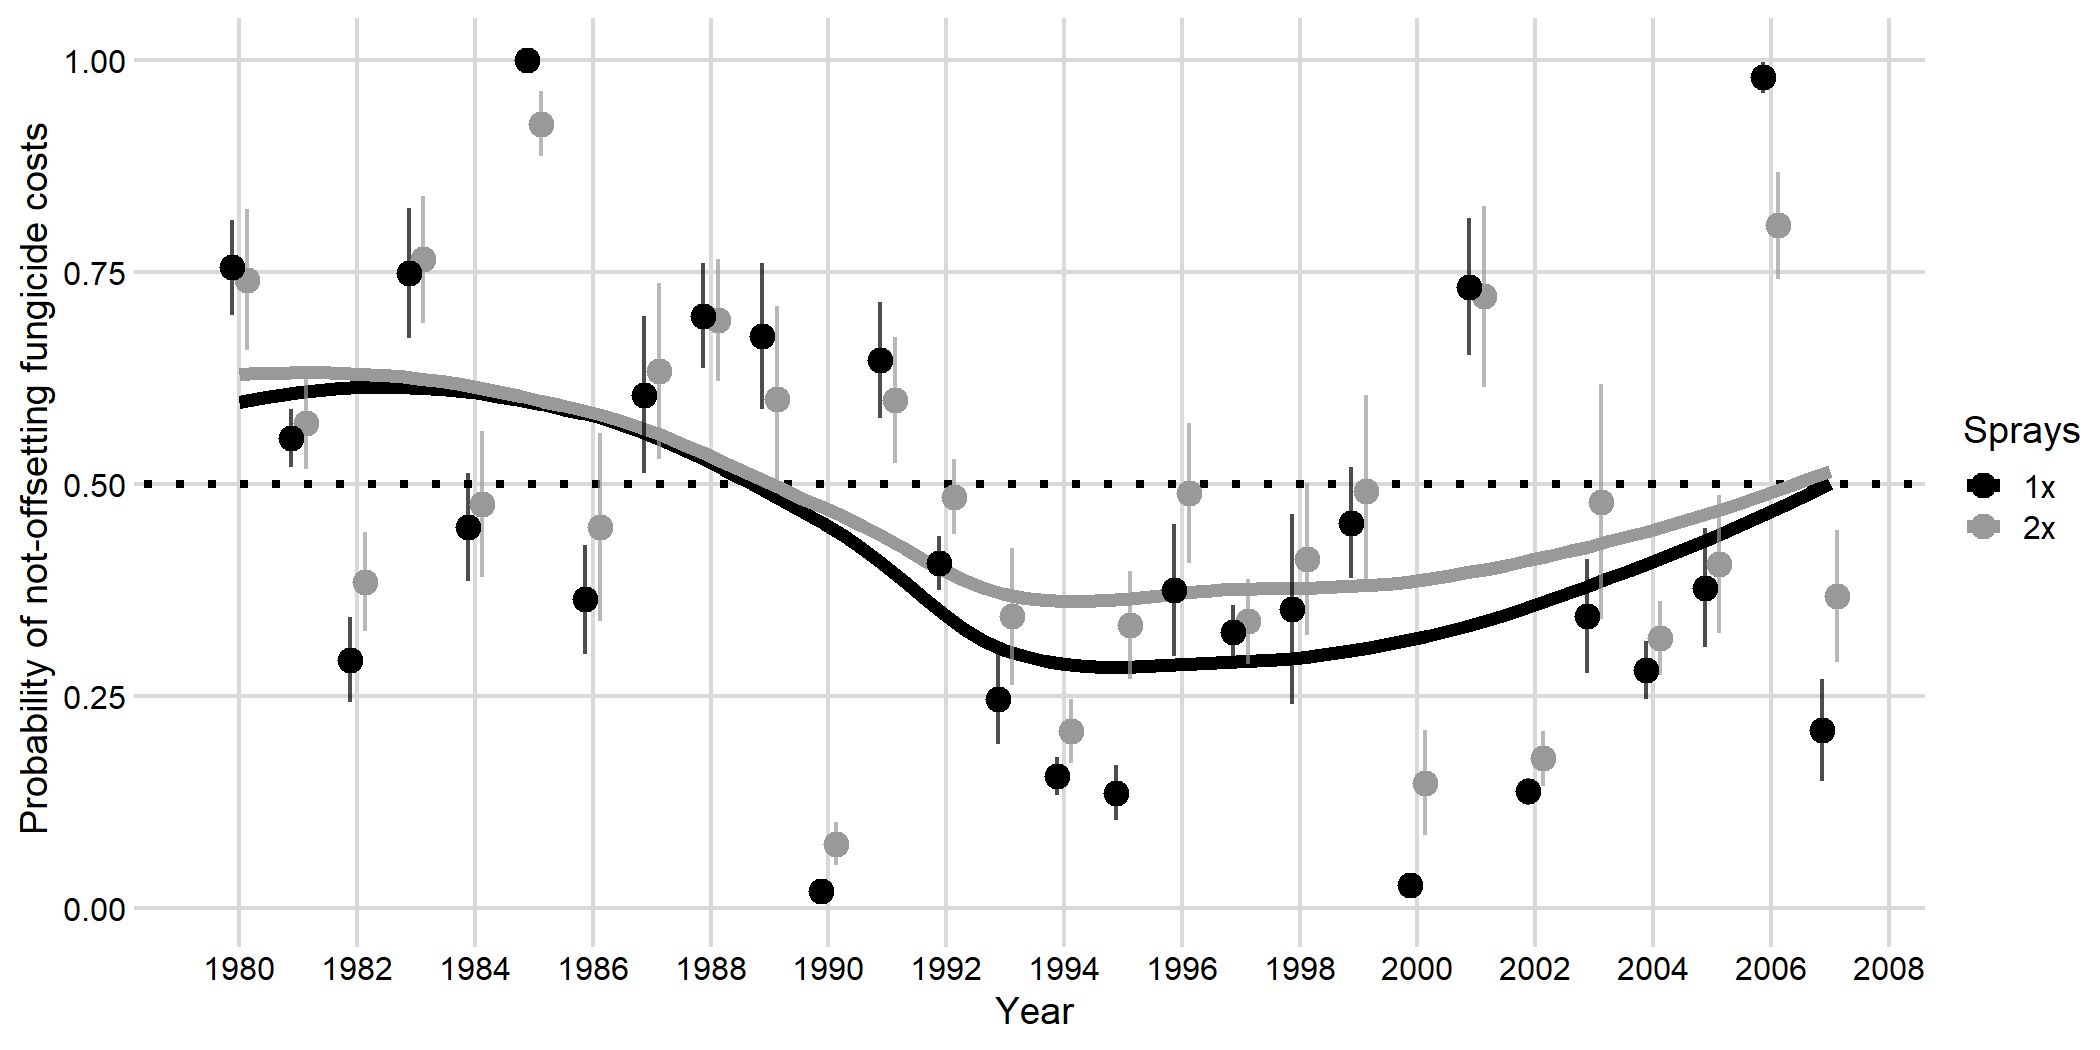 Probability of not-offsetting fungicide costs
1.00
0.75
0.50
0.25
0.00
1980 1982 1984 1986 1988 1990 1992 1994 1996 1998 2000 2002 2004 2006 2008
Year
Sprays
1x
2x